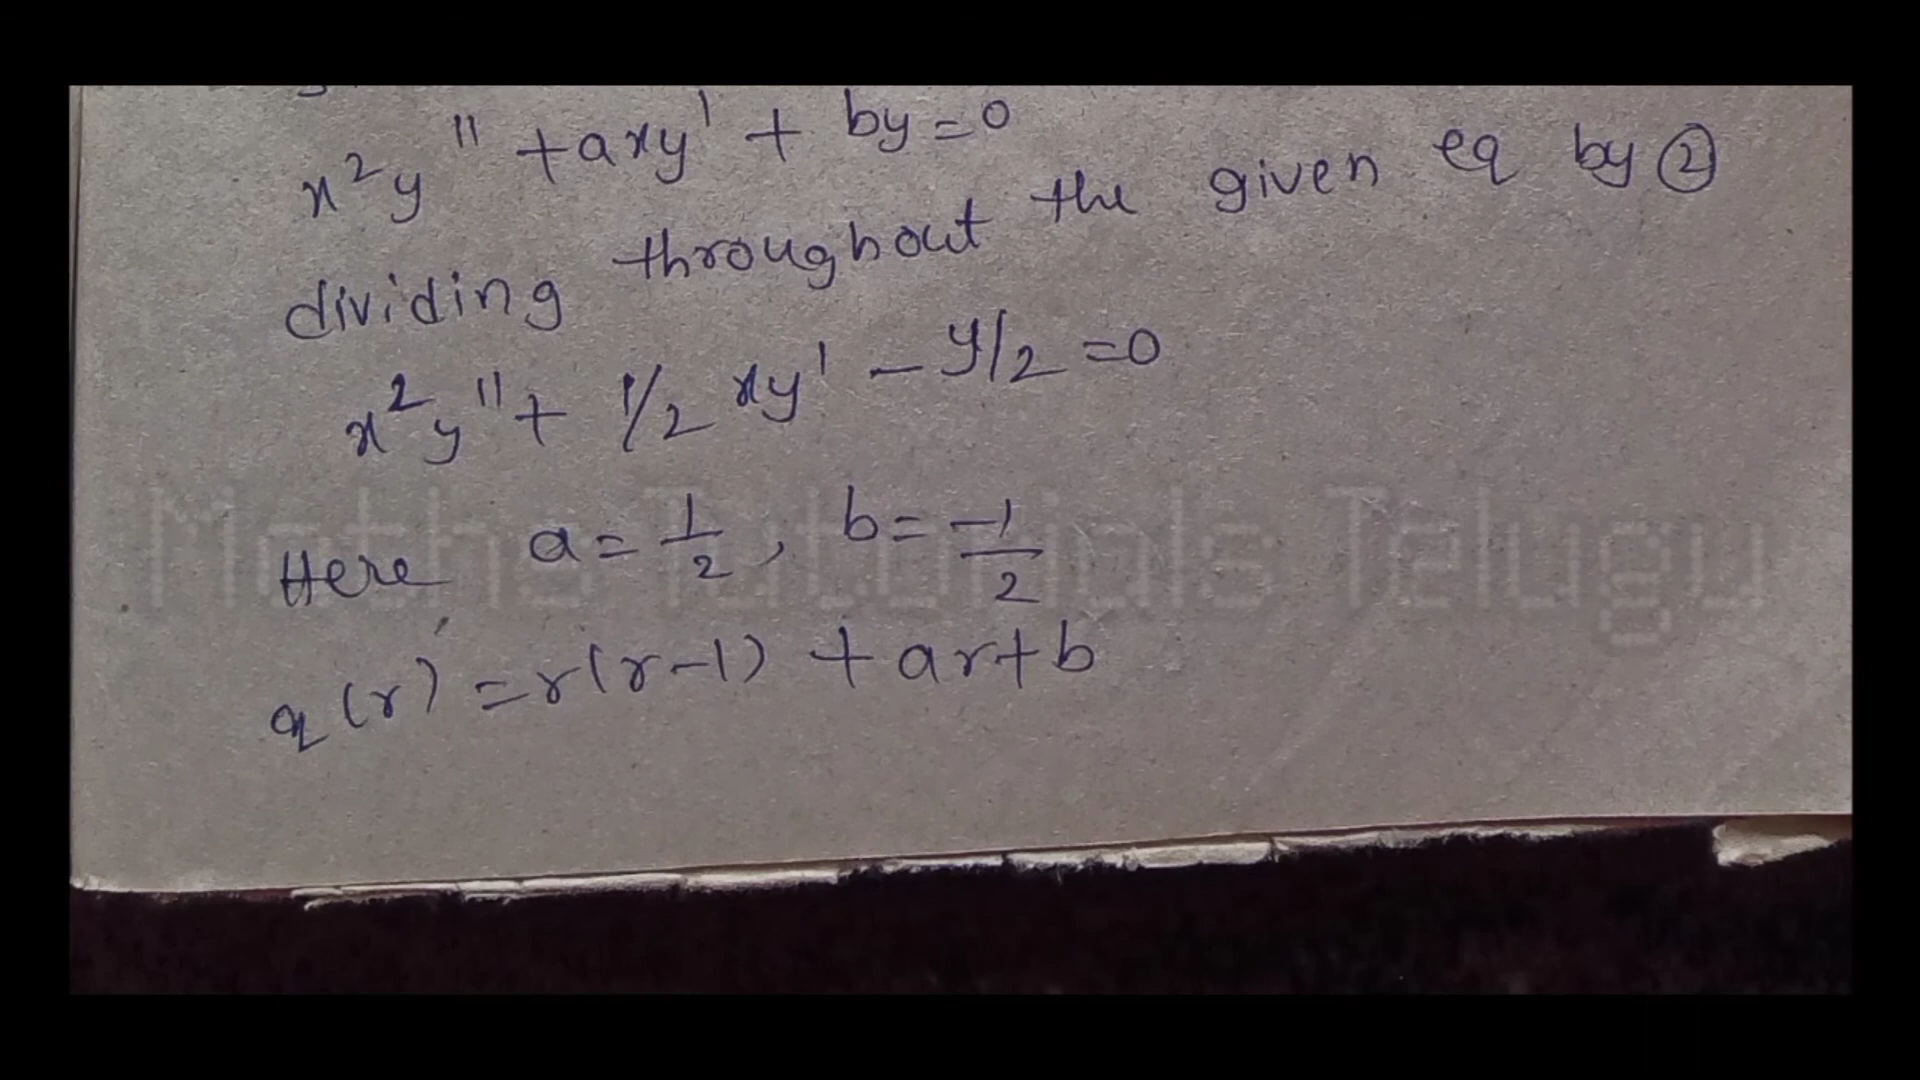 x²y'' + axy' + by = 0
dividing throughout the given eq by ②
x²y'' + 1/2 xy' - y/2 = 0
Here a = 1/2, b = -1/2
q(r) = r(r-1) + ar + b
Maths Tutorials Telugu